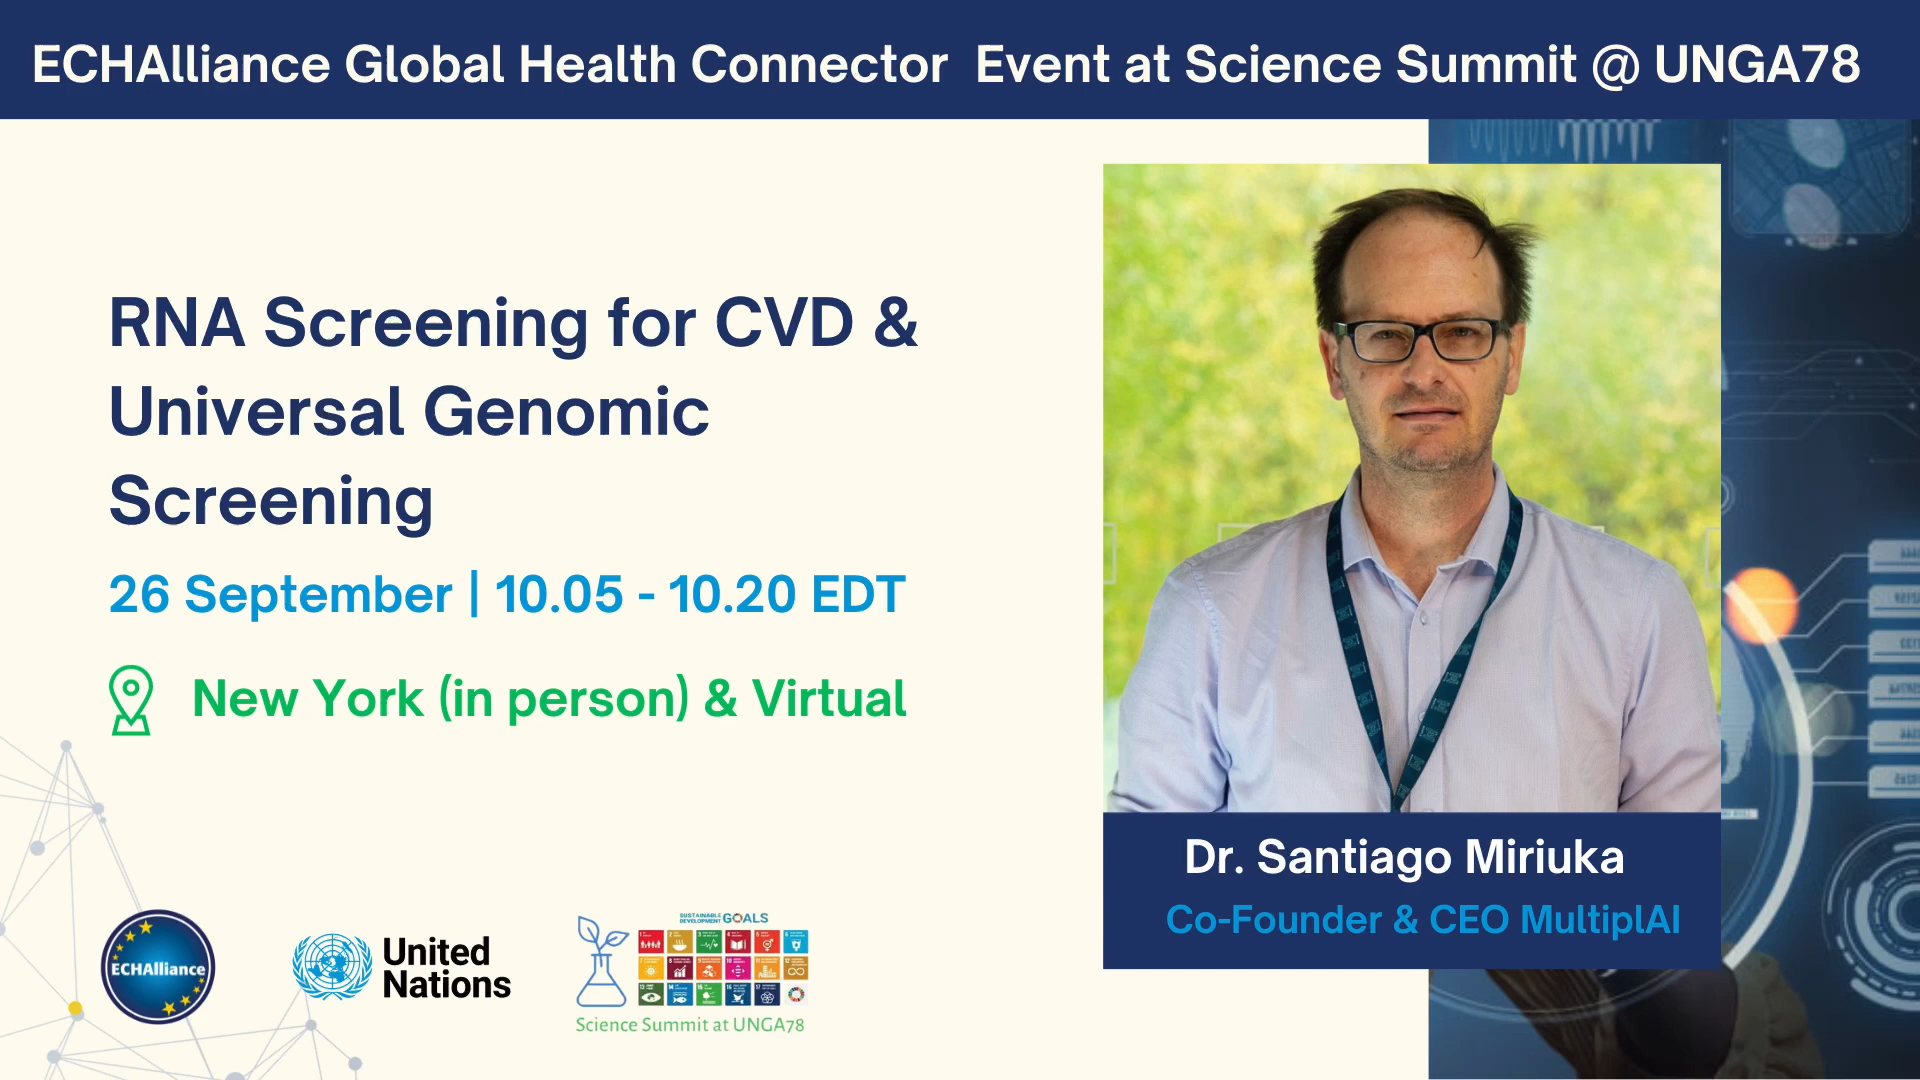 ECHAlliance Global Health Connector Event at Science Summit @ UNGA78
RNA Screening for CVD &
Universal Genomic
Screening
26 September | 10.05 - 10.20 EDT
New York (in person) & Virtual
Dr. Santiago Miriuka
Co-Founder & CEO MultiplAI
ECHAlliance
United
Nations
SUSTAINABLE
DEVELOPMENT GOALS
Science Summit at UNGA78